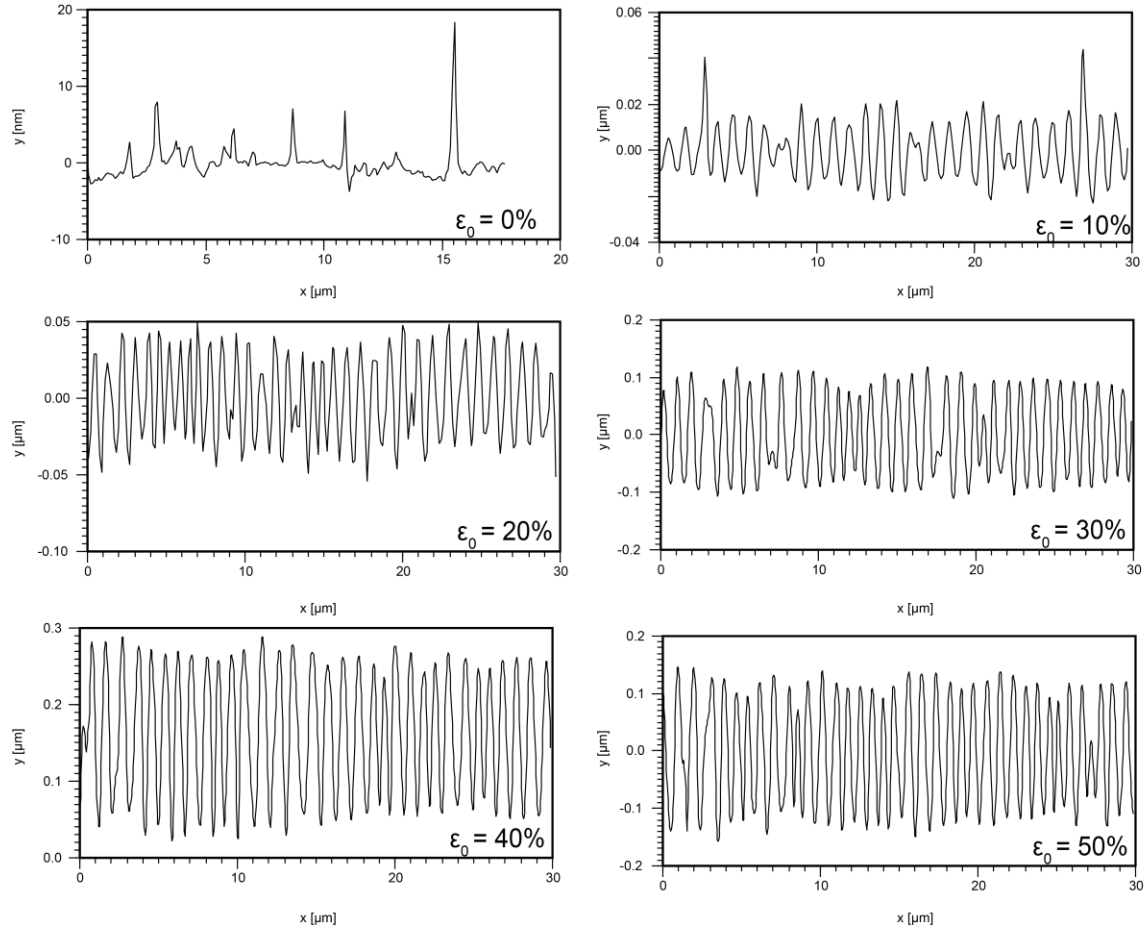 20
10
0
-10
y [nm]
0 5 10 15 20
x [µm]
ε0 = 0%
0.06
0.02
0.00
-0.04
y [µm]
0 10 20 30
x [µm]
ε0 = 10%
0.05
0.00
-0.05
-0.10
y [µm]
0 10 20 30
x [µm]
ε0 = 20%
0.2
0.1
0.0
-0.1
-0.2
y [µm]
0 10 20 30
x [µm]
ε0 = 30%
0.3
0.2
0.1
0.0
y [µm]
0 10 20 30
x [µm]
ε0 = 40%
0.2
0.1
0.0
-0.1
-0.2
y [µm]
0 10 20 30
x [µm]
ε0 = 50%